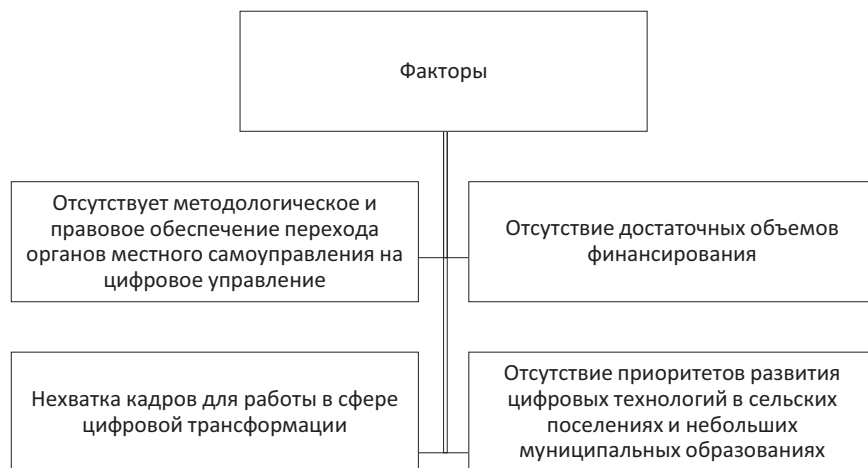 Факторы
Отсутствует методологическое и
правовое обеспечение перехода
органов местного самоуправления на
цифровое управление
Отсутствие достаточных объемов
финансирования
Нехватка кадров для работы в сфере
цифровой трансформации
Отсутствие приоритетов развития
цифровых технологий в сельских
поселениях и небольших
муниципальных образованиях